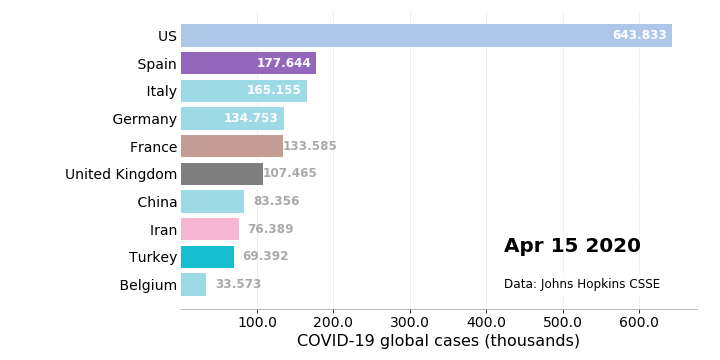 US 643.833
Spain 177.644
Italy 165.155
Germany 134.753
France 133.585
United Kingdom 107.465
China 83.356
Iran 76.389
Turkey 69.392
Belgium 33.573
Apr 15 2020
Data: Johns Hopkins CSSE
100.0 200.0 300.0 400.0 500.0 600.0
COVID-19 global cases (thousands)